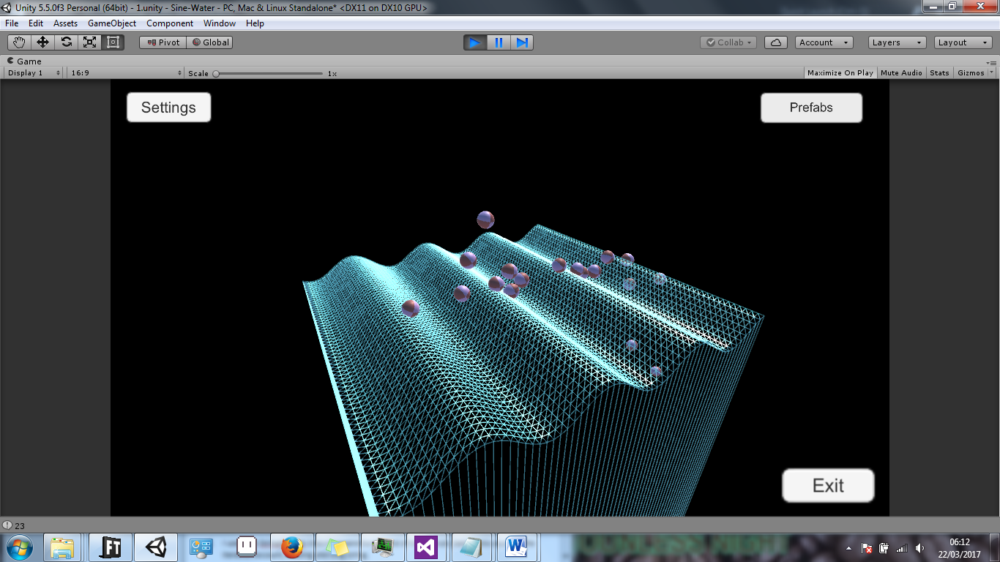 Unity 5.5.0f3 Personal (64bit) - 1.unity - Sine-Water - PC, Mac & Linux Standalone* <DX11 on DX10 GPU>
File Edit Assets GameObject Component Window Help
Pivot Global Collab Account Layers Layout
Game
Display 1 16:9 Scale 1x Maximize On Play Mute Audio Stats Gizmos
Settings Prefabs
Exit
23
FT W 06:12
22/03/2017